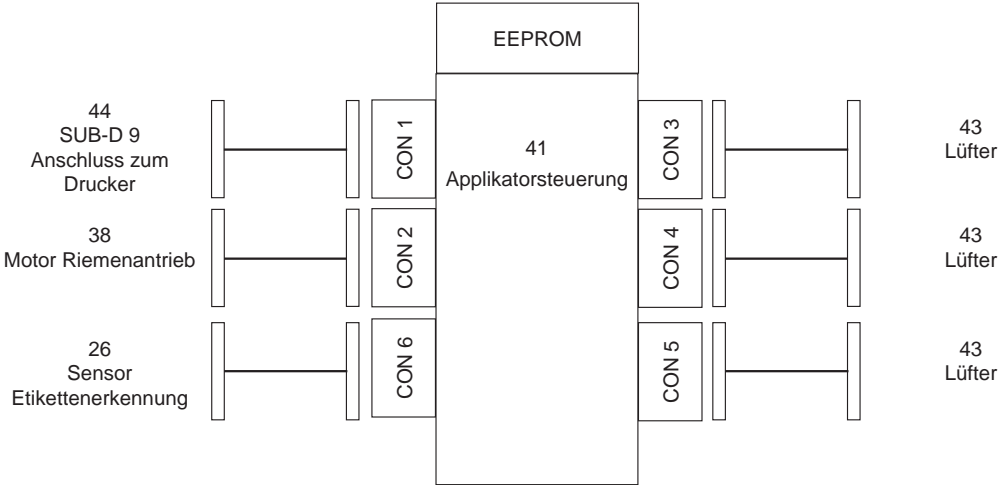 EEPROM
44
SUB-D 9
Anschluss zum
Drucker
CON 1
41
Applikatorsteuerung
CON 3
43
Lüfter
38
Motor Riemenantrieb
CON 2
CON 4
43
Lüfter
26
Sensor
Etikettenerkennung
CON 6
CON 5
43
Lüfter